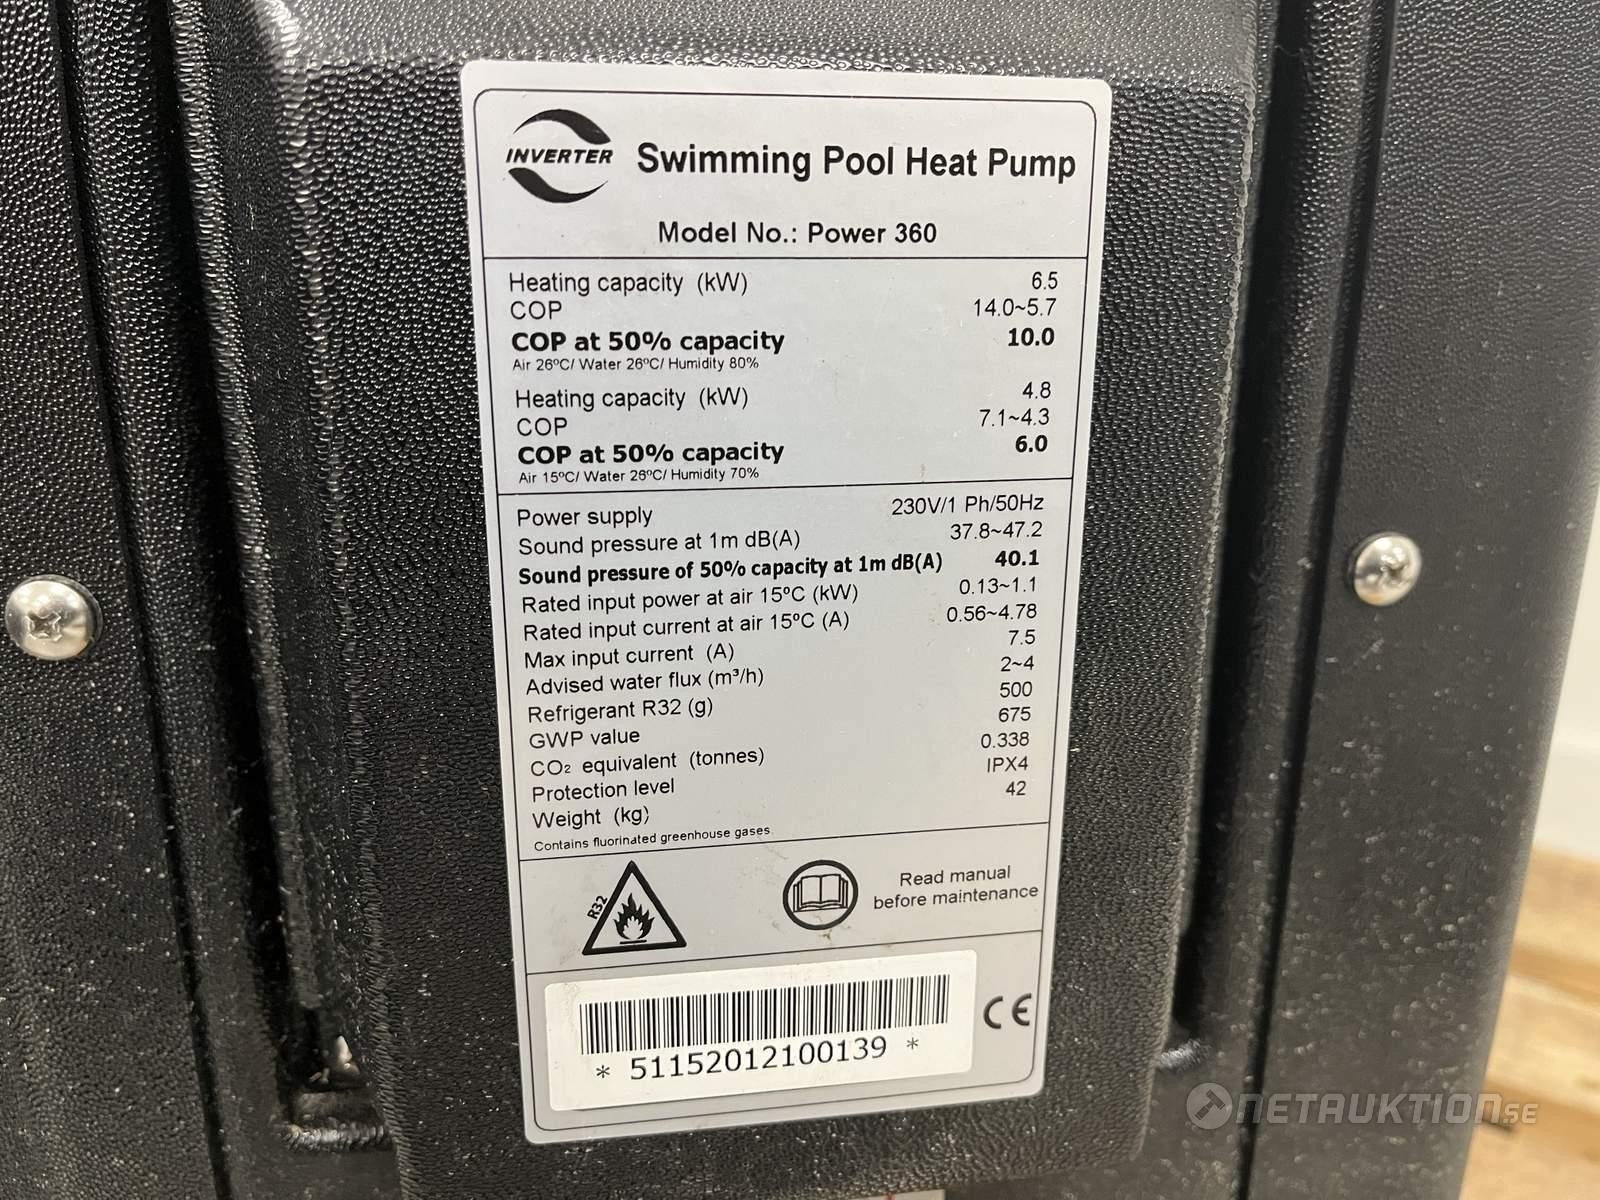 INVERTER
Swimming Pool Heat Pump
Model No.: Power 360
Heating capacity (kW) 6.5
COP 14.0~5.7
COP at 50% capacity 10.0
Air 26ºC/ Water 26ºC/ Humidity 80%
Heating capacity (kW) 4.8
COP 7.1~4.3
COP at 50% capacity 6.0
Air 15ºC/ Water 26ºC/ Humidity 70%
Power supply 230V/1 Ph/50Hz
Sound pressure at 1m dB(A) 37.8~47.2
Sound pressure of 50% capacity at 1m dB(A) 40.1
Rated input power at air 15ºC (kW) 0.13~1.1
Rated input current at air 15ºC (A) 0.56~4.78
Max input current (A) 7.5
Advised water flux (m³/h) 2~4
Refrigerant R32 (g) 500
GWP value 675
CO₂ equivalent (tonnes) 0.338
Protection level IPX4
Weight (kg) 42
Contains fluorinated greenhouse gases.
R32
Read manual
before maintenance
* 51152012100139 *
CE
NETAUKTION.SE